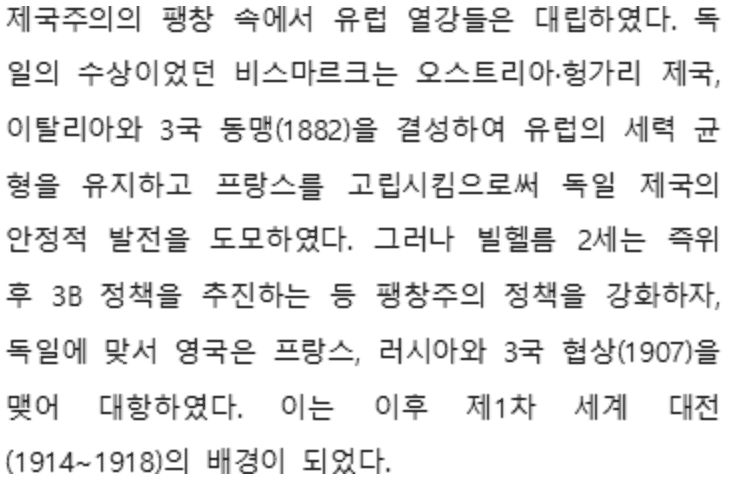 제국주의의 팽창 속에서 유럽 열강들은 대립하였다. 독
일의 수상이었던 비스마르크는 오스트리아·헝가리 제국,
이탈리아와 3국 동맹(1882)을 결성하여 유럽의 세력 균
형을 유지하고 프랑스를 고립시킴으로써 독일 제국의
안정적 발전을 도모하였다. 그러나 빌헬름 2세는 즉위
후 3B 정책을 추진하는 등 팽창주의 정책을 강화하자,
독일에 맞서 영국은 프랑스, 러시아와 3국 협상(1907)을
맺어 대항하였다. 이는 이후 제1차 세계 대전
(1914~1918)의 배경이 되었다.